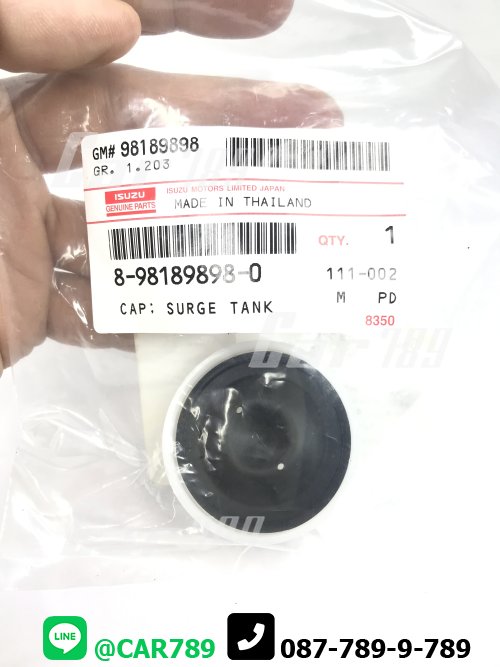 GM# 98189898
GR. 1.203
ISUZU
GENUINE PARTS
ISUZU MOTORS LIMITED JAPAN
MADE IN THAILAND
QTY. 1
8-98189898-0 111-002
CAP: SURGE TANK M PD
8350
LINE @CAR789 087-789-9-789